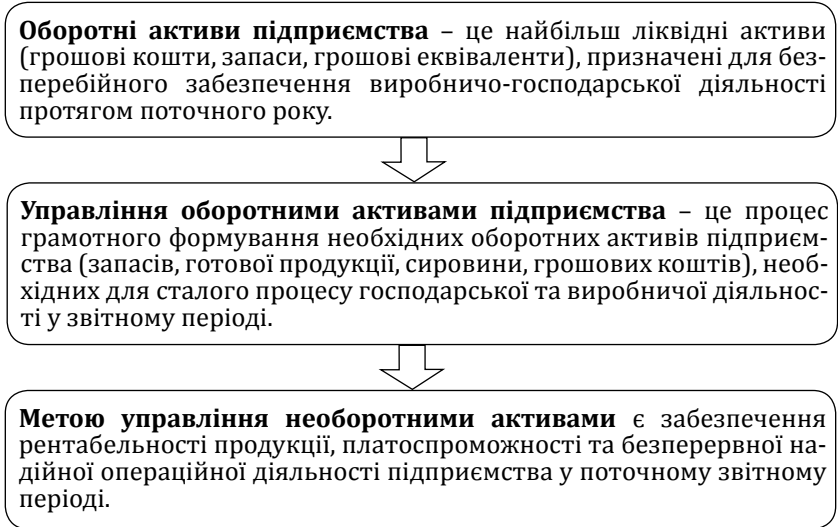 Оборотні активи підприємства – це найбільш ліквідні активи
(грошові кошти, запаси, грошові еквіваленти), призначені для без-
перебійного забезпечення виробничо-господарської діяльності
протягом поточного року.
Управління оборотними активами підприємства – це процес
грамотного формування необхідних оборотних активів підприєм-
ства (запасів, готової продукції, сировини, грошових коштів), необ-
хідних для сталого процесу господарської та виробничої діяльнос-
ті у звітному періоді.
Метою управління необоротними активами є забезпечення
рентабельності продукції, платоспроможності та безперервної на-
дійної операційної діяльності підприємства у поточному звітному
періоді.